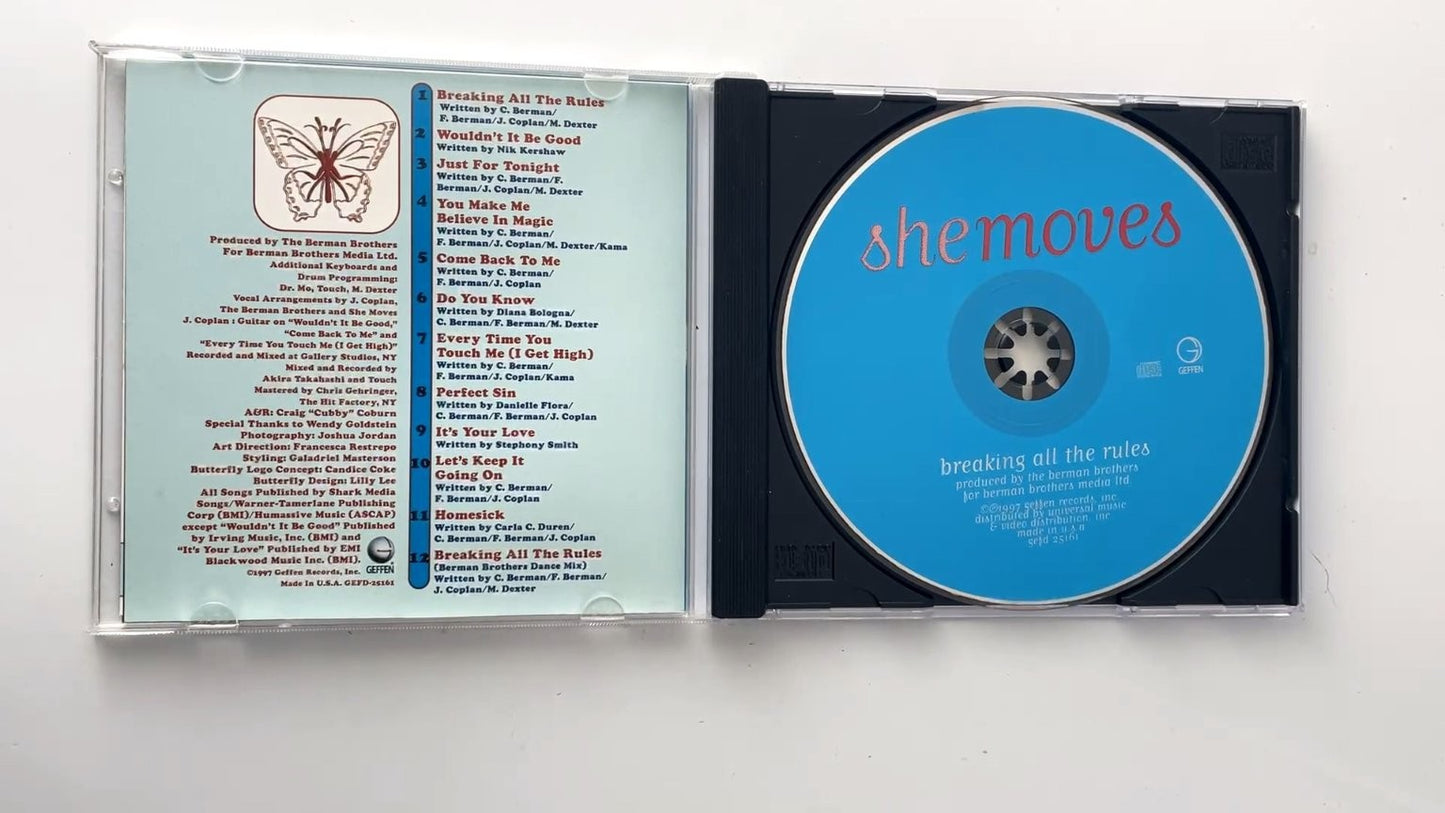 Produced by The Berman Brothers
For Berman Brothers Media Ltd.
Additional Keyboards and
Drum Programming:
Dr. Mo, Touch, M. Dexter
Vocal Arrangements by J. Coplan,
The Berman Brothers and She Moves
J. Coplan : Guitar on "Wouldn't It Be Good,"
"Come Back To Me" and
"Every Time You Touch Me (I Get High)"
Recorded and Mixed at Gallery Studios, NY
Mixed and Recorded by
Akira Takahashi and Touch
Mastered by Chris Gehringer,
The Hit Factory, NY
A&R: Craig "Cubby" Coburn
Special Thanks to Wendy Goldstein
Photography: Joshua Jordan
Art Direction: Francesca Restrepo
Styling: Galadriel Masterson
Butterfly Logo Concept: Candice Coke
Butterfly Design: Lilly Lee
All Songs Published by Shark Media
Songs/Warner-Tamerlane Publishing
Corp (BMI)/Humassive Music (ASCAP)
except "Wouldn't It Be Good" Published
by Irving Music, Inc. (BMI) and
"It's Your Love" Published by EMI
Blackwood Music Inc. (BMI).
©1997 Geffen Records, Inc.
Made In U.S.A. GEFD-25161
GEFFEN
1 Breaking All The Rules
Written by C. Berman/
F. Berman/J. Coplan/M. Dexter
2 Wouldn't It Be Good
Written by Nik Kershaw
3 Just For Tonight
Written by C. Berman/F.
Berman/J. Coplan/M. Dexter
4 You Make Me
Believe In Magic
Written by C. Berman/
F. Berman/J. Coplan/M. Dexter/Kama
5 Come Back To Me
Written by C. Berman/
F. Berman/J. Coplan
6 Do You Know
Written by Diana Bologna/
C. Berman/F. Berman/M. Dexter
7 Every Time You
Touch Me (I Get High)
Written by C. Berman/
F. Berman/J. Coplan/Kama
8 Perfect Sin
Written by Danielle Flora/
C. Berman/F. Berman/J. Coplan
9 It's Your Love
Written by Stephony Smith
10 Let's Keep It
Going On
Written by C. Berman/
F. Berman/J. Coplan
11 Homesick
Written by Carla C. Duren/
C. Berman/F. Berman/J. Coplan
12 Breaking All The Rules
(Berman Brothers Dance Mix)
Written by C. Berman/F. Berman/
J. Coplan/M. Dexter
shemoves
GEFFEN
breaking all the rules
produced by the berman brothers
for berman brothers media ltd.
©℗1997 geffen records, inc.
distributed by universal music
& video distribution, inc.
made in u.s.a.
gefd 25161